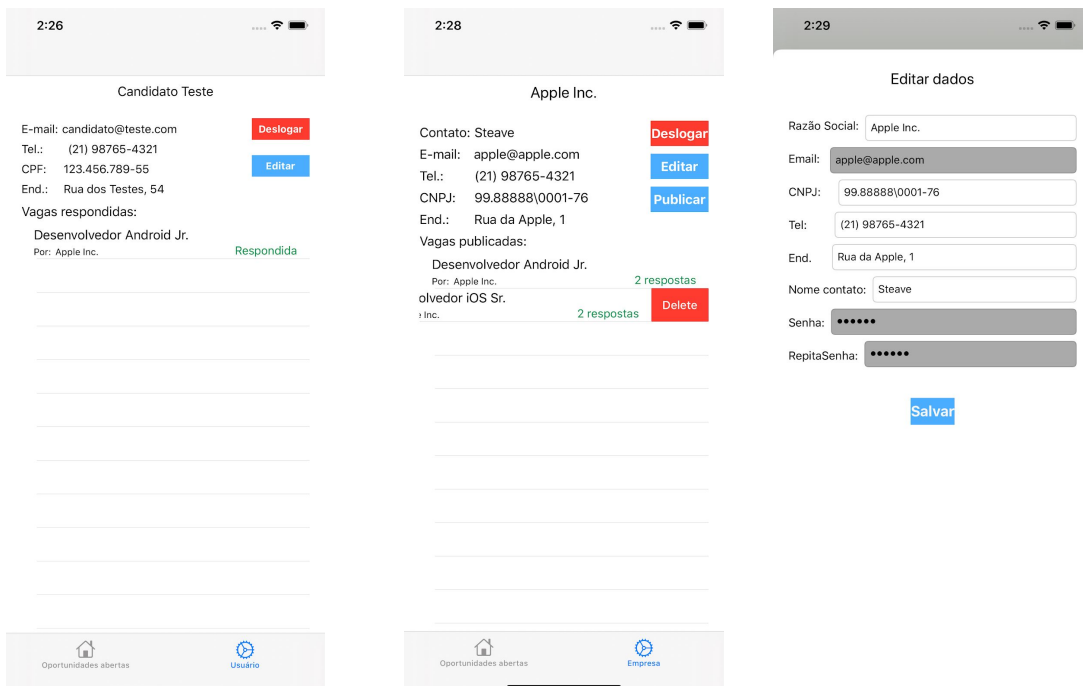 2:26
Candidato Teste
E-mail: candidato@teste.com
Deslogar
Tel.: (21) 98765-4321
CPF: 123.456.789-55
Editar
End.: Rua dos Testes, 54
Vagas respondidas:
Desenvolvedor Android Jr.
Por: Apple Inc.
Respondida
Oportunidades abertas
Usuário
2:28
Apple Inc.
Contato: Steave
Deslogar
E-mail: apple@apple.com
Editar
Tel.: (21) 98765-4321
CNPJ: 99.88888\0001-76
Publicar
End.: Rua da Apple, 1
Vagas publicadas:
Desenvolvedor Android Jr.
Por: Apple Inc.
2 respostas
olvedor iOS Sr.
Inc.
2 respostas
Delete
Oportunidades abertas
Empresa
2:29
Editar dados
Razão Social: Apple Inc.
Email: apple@apple.com
CNPJ: 99.88888\0001-76
Tel: (21) 98765-4321
End. Rua da Apple, 1
Nome contato: Steave
Senha: ••••••
RepitaSenha: ••••••
Salvar